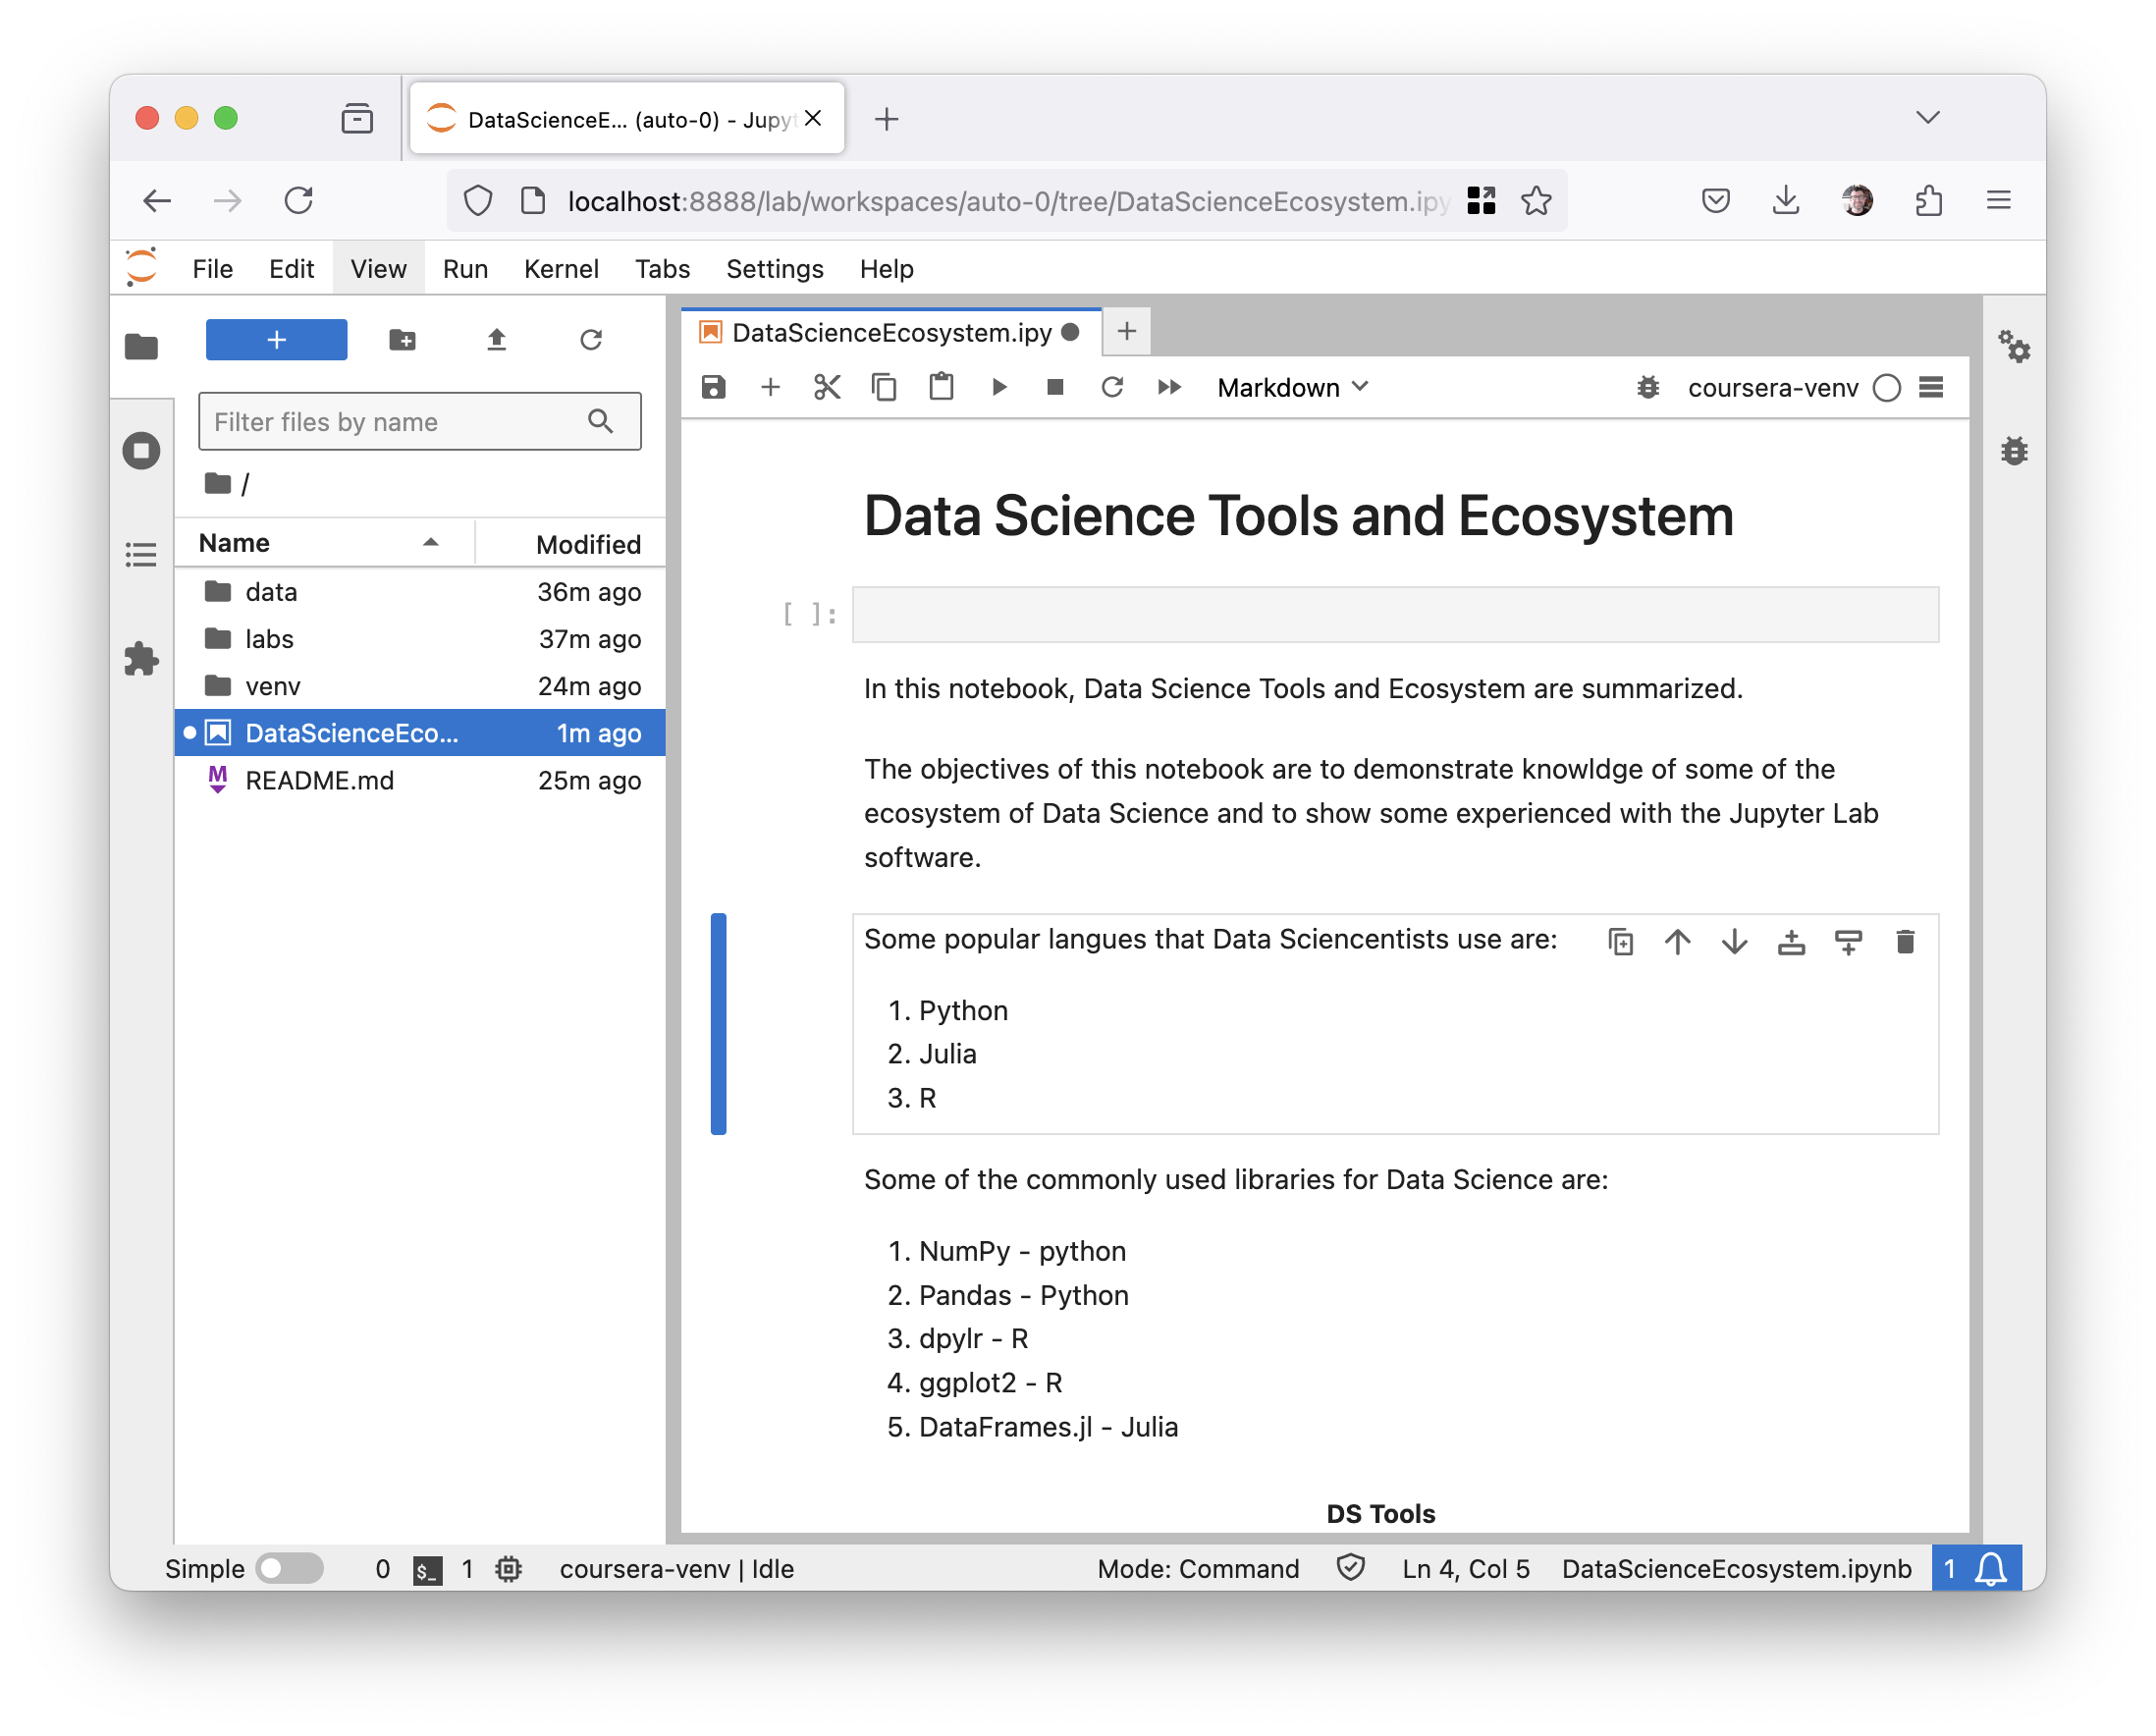 DataScienceE... (auto-0) - Jupyt
localhost:8888/lab/workspaces/auto-0/tree/DataScienceEcosystem.ipy
File Edit View Run Kernel Tabs Settings Help
+
Filter files by name
/
Name Modified
data 36m ago
labs 37m ago
venv 24m ago
DataScienceEco... 1m ago
M README.md 25m ago
DataScienceEcosystem.ipy
Markdown coursera-venv
Data Science Tools and Ecosystem
[ ]:
In this notebook, Data Science Tools and Ecosystem are summarized.
The objectives of this notebook are to demonstrate knowldge of some of the
ecosystem of Data Science and to show some experienced with the Jupyter Lab
software.
Some popular langues that Data Sciencentists use are:
1. Python
2. Julia
3. R
Some of the commonly used libraries for Data Science are:
1. NumPy - python
2. Pandas - Python
3. dpylr - R
4. ggplot2 - R
5. DataFrames.jl - Julia
DS Tools
Simple 0 $_ 1 coursera-venv | Idle Mode: Command Ln 4, Col 5 DataScienceEcosystem.ipynb 1